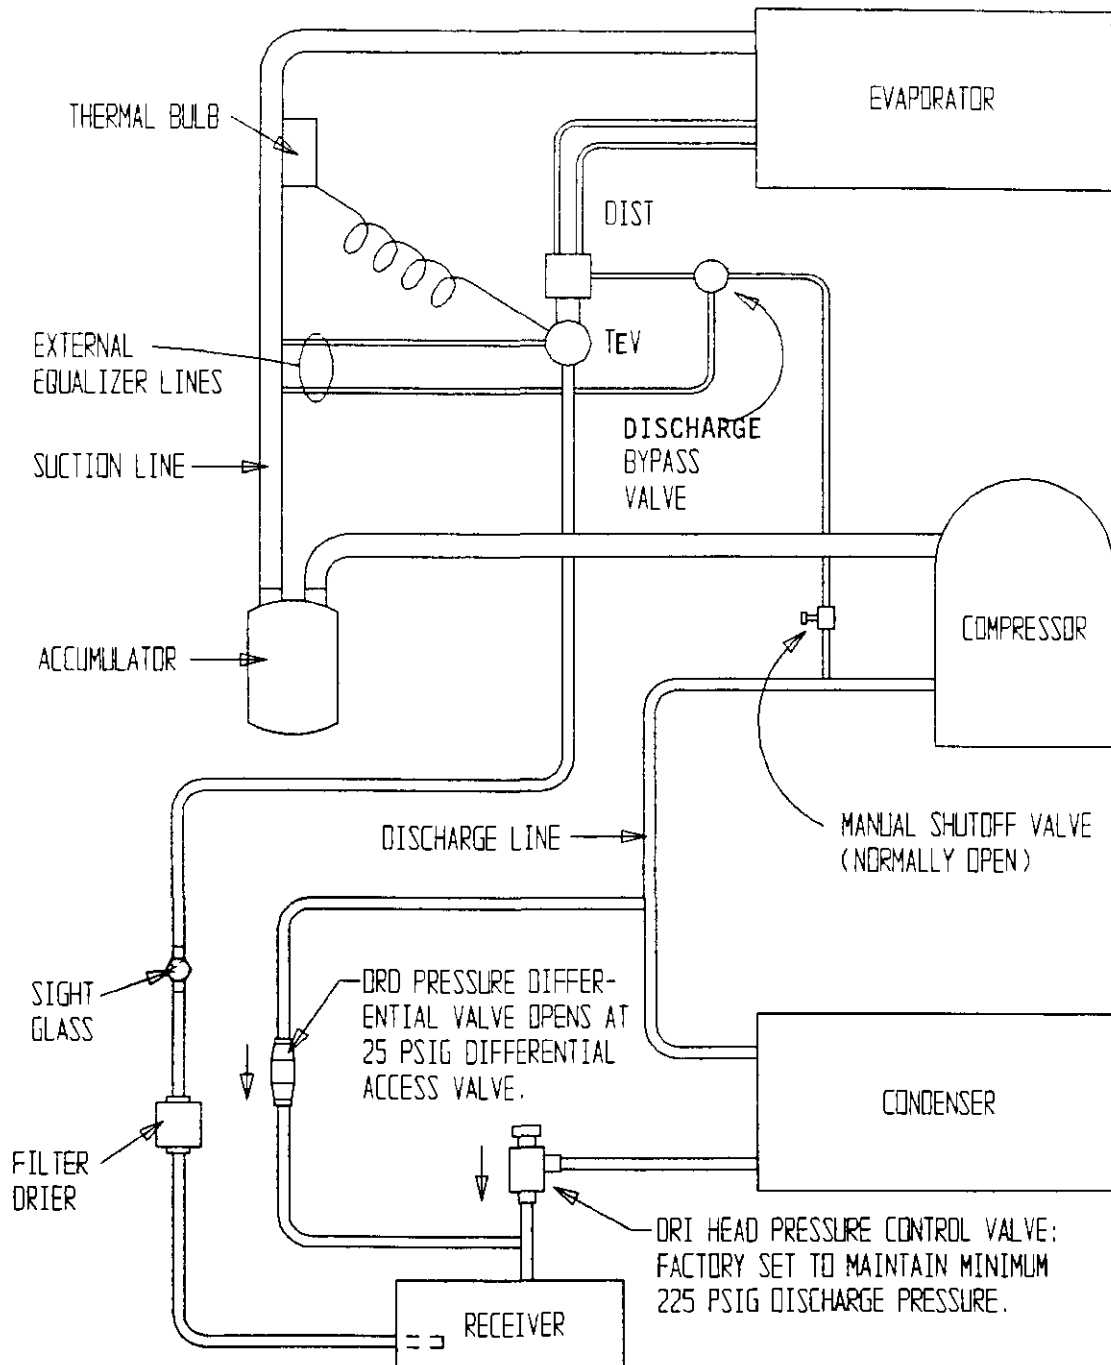 EVAPORATOR
THERMAL BULB
DIST
EXTERNAL
EQUALIZER LINES
TEV
DISCHARGE
BYPASS
VALVE
SUCTION LINE
COMPRESSOR
ACCUMULATOR
DISCHARGE LINE
MANUAL SHUTOFF VALVE
(NORMALLY OPEN)
SIGHT
GLASS
ORD PRESSURE DIFFER-
ENTIAL VALVE OPENS AT
25 PSIG DIFFERENTIAL
ACCESS VALVE.
CONDENSER
FILTER
DRIER
ORI HEAD PRESSURE CONTROL VALVE:
FACTORY SET TO MAINTAIN MINIMUM
225 PSIG DISCHARGE PRESSURE.
RECEIVER